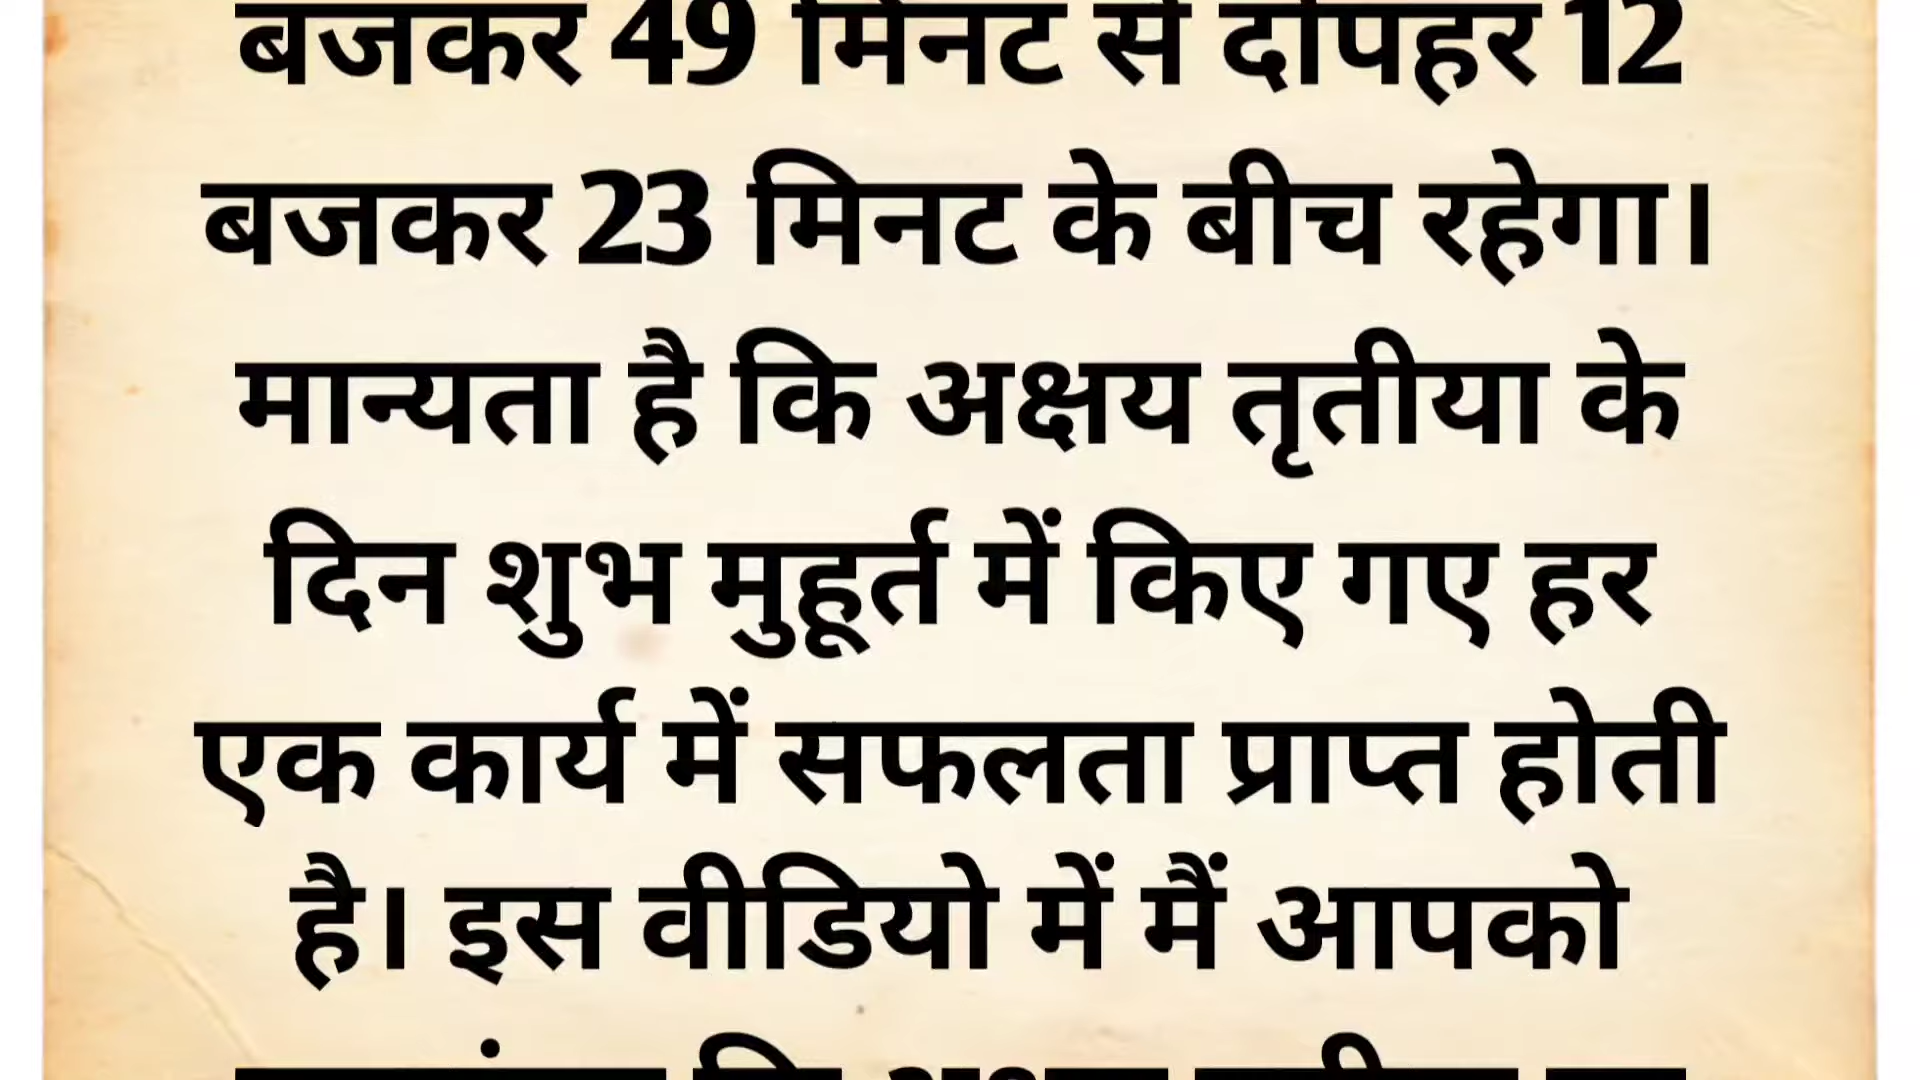 बजकर 49 मिनट से दोपहर 12
बजकर 23 मिनट के बीच रहेगा।
मान्यता है कि अक्षय तृतीया के
दिन शुभ मुहूर्त में किए गए हर
एक कार्य में सफलता प्राप्त होती
है। इस वीडियो में मैं आपको